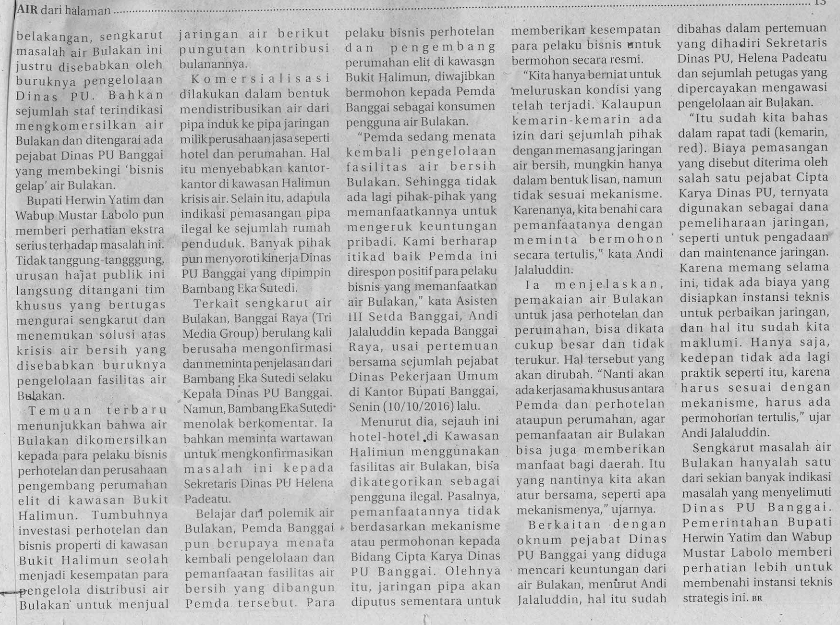 AIR dari halaman ........ 13
belakangan, sengkarut
masalah air Bulakan ini
justru disebabkan oleh
buruknya pengelolaan
Dinas PU. Bahkan
sejumlah staf terindikasi
mengkomersilkan air
Bulakan dan ditengarai ada
pejabat Dinas PU Banggai
yang membekingi 'bisnis
gelap' air Bulakan.
Bupati Herwin Yatim dan
Wabup Mustar Labolo pun
memberi perhatian ekstra
serius terhadap masalah ini.
Tidak tanggung-tangggung,
urusan hajat publik ini
langsung ditangani tim
khusus yang bertugas
mengurai sengkarut dan
menemukan solusi atas
krisis air bersih yang
disebabkan buruknya
pengelolaan fasilitas air
Bulakan.
Temuan terbaru
menunjukkan bahwa air
Bulakan dikomersilkan
kepada para pelaku bisnis
perhotelan dan perusahaan
pengembang perumahan
elit di kawasan Bukit
Halimun. Tumbuhnya
investasi perhotelan dan
bisnis properti di kawasan
Bukit Halimun seolah
menjadi kesempatan para
pengelola distribusi air
Bulakan untuk menjual
jaringan air berikut
pungutan kontribusi
bulanannya.
Komersialisasi
dilakukan dalam bentuk
mendistribusikan air dari
pipa induk ke pipa jaringan
milik perusahaan jasa seperti
hotel dan perumahan. Hal
itu menyebabkan kantor-
kantor di kawasan Halimun
krisis air. Selain itu, adapula
indikasi pemasangan pipa
ilegal ke sejumlah rumah
penduduk. Banyak pihak
pun menyoroti kinerja Dinas
PU Banggai yang dipimpin
Bambang Eka Sutedi.
Terkait sengkarut air
Bulakan, Banggai Raya (Tri
Media Group) berulang kali
berusaha mengonfirmasi
dan meminta penjelasan dari
Bambang Eka Sutedi selaku
Kepala Dinas PU Banggai.
Namun, Bambang Eka Sutedi
menolak berkomentar. Ia
bahkan meminta wartawan
untuk mengkonfirmasikan
masalah ini kepada
Sekretaris Dinas PU Helena
Padeatu.
Belajar dari polemik air
Bulakan, Pemda Banggai
pun berupaya menata
kembali pengelolaan dan
pemanfaatan fasilitas air
bersih yang dibangun
Pemda tersebut. Para
pelaku bisnis perhotelan
dan pengembang
perumahan elit di kawasan
Bukit Halimun, diwajibkan
bermohon kepada Pemda
Banggai sebagai konsumen
pengguna air Bulakan.
"Pemda sedang menata
kembali pengelolaan
fasilitas air bersih
Bulakan. Sehingga tidak
ada lagi pihak-pihak yang
memanfaatkannya untuk
mengeruk keuntungan
pribadi. Kami berharap
itikad baik Pemda ini
direspon positif para pelaku
bisnis yang memanfaatkan
air Bulakan," kata Asisten
III Setda Banggai, Andi
Jalaluddin kepada Banggai
Raya, usai pertemuan
bersama sejumlah pejabat
Dinas Pekerjaan Umum
di Kantor Bupati Banggai,
Senin (10/10/2016) lalu.
Menurut dia, sejauh ini
hotel-hotel di Kawasan
Halimun menggunakan
fasilitas air Bulakan, bisa
dikategorikan sebagai
pengguna ilegal. Pasalnya,
pemanfaatannya tidak
berdasarkan mekanisme
atau permohonan kepada
Bidang Cipta Karya Dinas
PU Banggai. Olehnya
itu, jaringan pipa akan
diputus sementara untuk
memberikan kesempatan
para pelaku bisnis untuk
bermohon secara resmi.
"Kita hanya berniat untuk
meluruskan kondisi yang
telah terjadi. Kalaupun
kemarin-kemarin ada
izin dari sejumlah pihak
dengan memasang jaringan
air bersih, mungkin hanya
dalam bentuk lisan, namun
tidak sesuai mekanisme.
Karenanya, kita benahi cara
pemanfaatanya dengan
meminta bermohon
secara tertulis," kata Andi
Jalaluddin.
Ia menjelaskan,
pemakaian air Bulakan
untuk jasa perhotelan dan
perumahan, bisa dikata
cukup besar dan tidak
terukur. Hal tersebut yang
akan dirubah. "Nanti akan
ada kerjasama khusus antara
Pemda dan perhotelan
ataupun perumahan, agar
pemanfaatan air Bulakan
bisa juga memberikan
manfaat bagi daerah. Itu
yang nantinya kita akan
atur bersama, seperti apa
mekanismenya," ujarnya.
Berkaitan dengan
oknum pejabat Dinas
PU Banggai yang diduga
mencari keuntungan dari
air Bulakan, menurut Andi
Jalaluddin, hal itu sudah
dibahas dalam pertemuan
yang dihadiri Sekretaris
Dinas PU, Helena Padeatu
dan sejumlah petugas yang
dipercayakan mengawasi
pengelolaan air Bulakan.
"Itu sudah kita bahas
dalam rapat tadi (kemarin,
red). Biaya pemasangan
yang disebut diterima oleh
salah satu pejabat Cipta
Karya Dinas PU, ternyata
digunakan sebagai dana
pemeliharaan jaringan,
seperti untuk pengadaan
dan maintenance jaringan.
Karena memang selama
ini, tidak ada biaya yang
disiapkan instansi teknis
untuk perbaikan jaringan,
dan hal itu sudah kita
maklumi. Hanya saja,
kedepan tidak ada lagi
praktik seperti itu, karena
harus sesuai dengan
mekanisme, harus ada
permohonan tertulis," ujar
Andi Jalaluddin.
Sengkarut masalah air
Bulakan hanyalah satu
dari sekian banyak indikasi
masalah yang menyelimuti
Dinas PU Banggai.
Pemerintahan Bupati
Herwin Yatim dan Wabup
Mustar Labolo memberi
perhatian lebih untuk
membenahi instansi teknis
strategis ini. BR